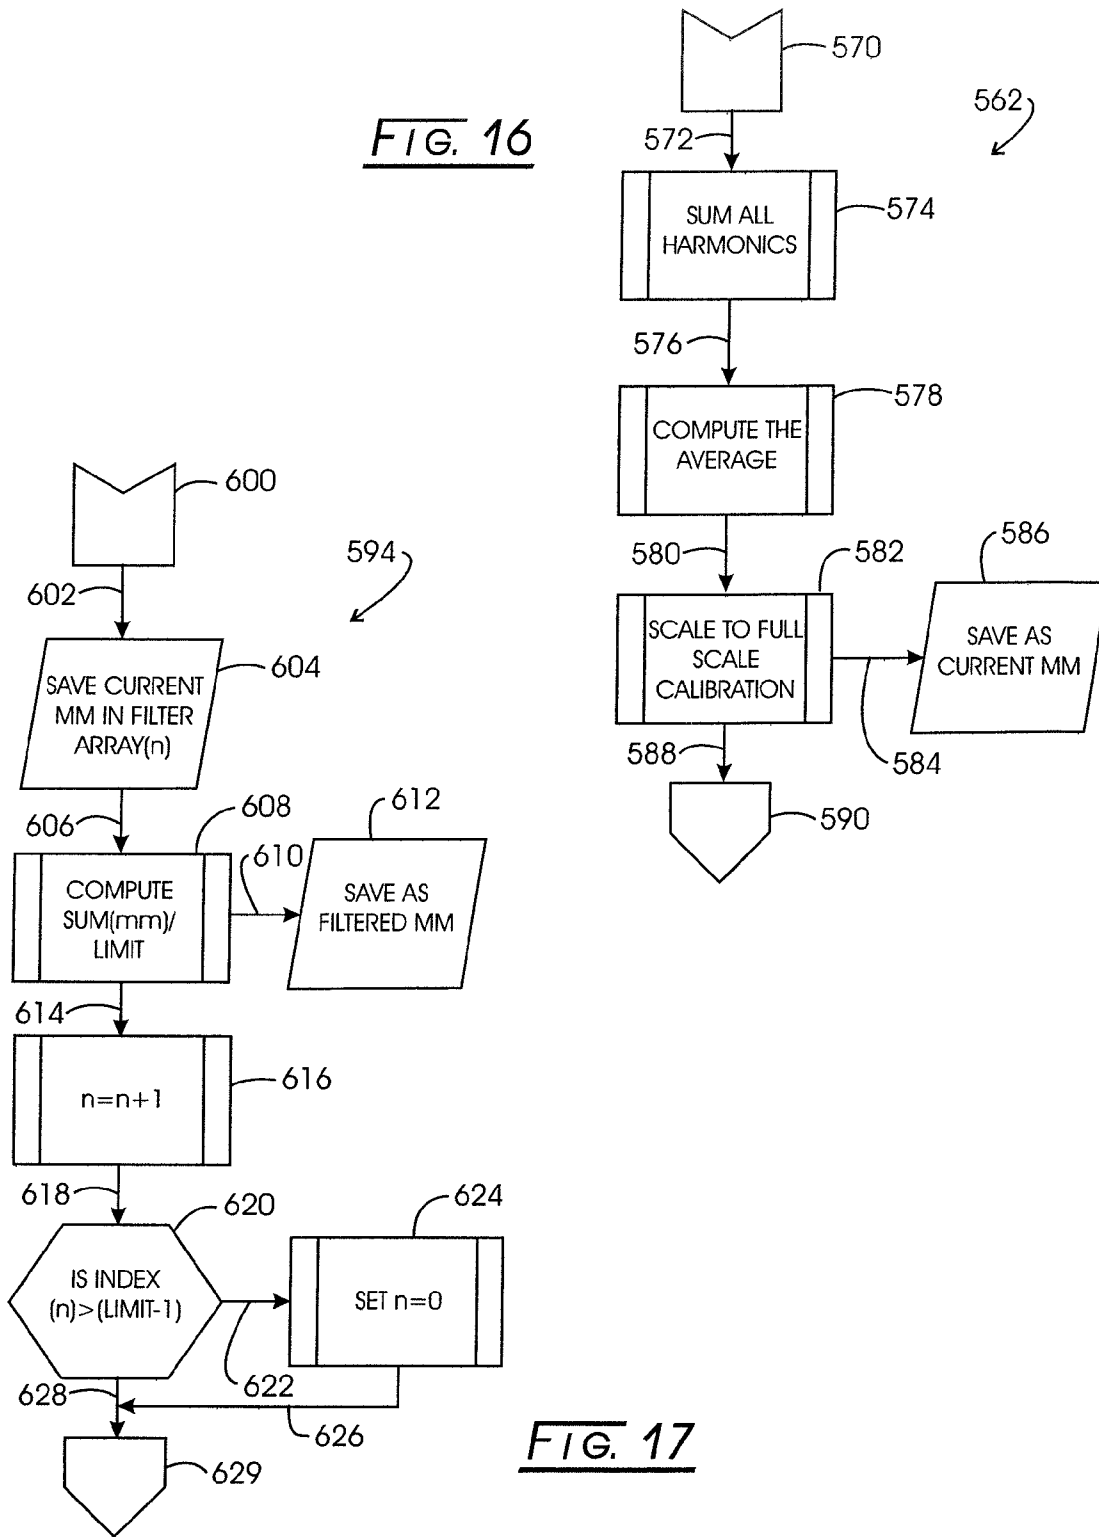 FIG. 16
562
570
572
SUM ALL
HARMONICS
574
576
COMPUTE THE
AVERAGE
578
580
SCALE TO FULL
SCALE
CALIBRATION
582
584
SAVE AS
CURRENT MM
586
588
590
FIG. 17
594
600
602
SAVE CURRENT
MM IN FILTER
ARRAY(n)
604
606
COMPUTE
SUM(mm)/
LIMIT
608
610
SAVE AS
FILTERED MM
612
614
n=n+1
616
618
IS INDEX
(n)>(LIMIT-1)
620
622
SET n=0
624
626
628
629